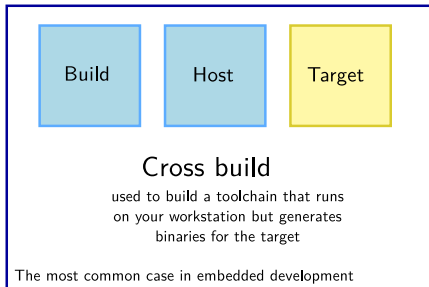 Build Host Target
Cross build
used to build a toolchain that runs
on your workstation but generates
binaries for the target
The most common case in embedded development